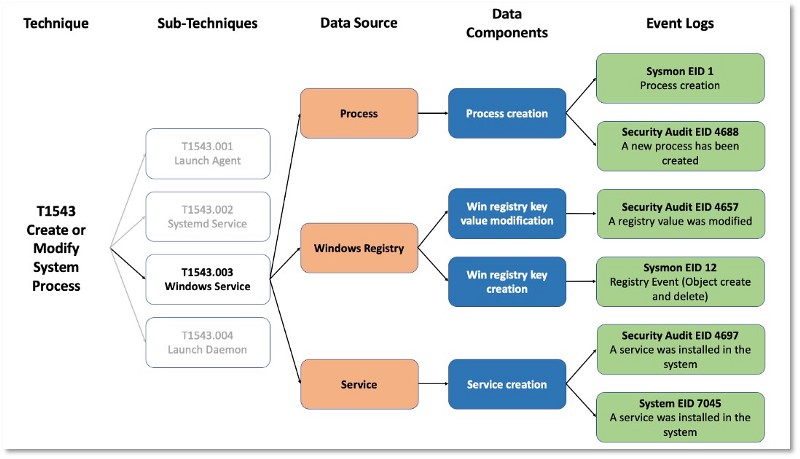 Technique
Sub-Techniques
Data Source
Data
Components
Event Logs
T1543
Create or
Modify
System
Process
T1543.001
Launch Agent
T1543.002
Systemd Service
T1543.003
Windows Service
T1543.004
Launch Daemon
Process
Windows Registry
Service
Process creation
Win registry key
value modification
Win registry key
creation
Service creation
Sysmon EID 1
Process creation
Security Audit EID 4688
A new process has been
created
Security Audit EID 4657
A registry value was modified
Sysmon EID 12
Registry Event (Object create
and delete)
Security Audit EID 4697
A service was installed in the
system
System EID 7045
A service was installed in the
system